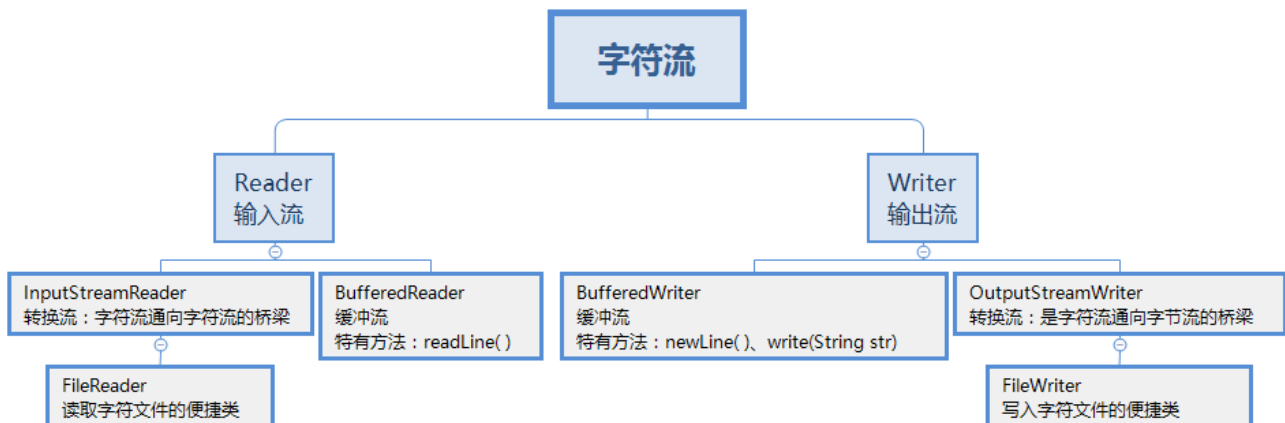 字符流
Reader
输入流
Writer
输出流
InputStreamReader
转换流：字符流通向字符流的桥梁
BufferedReader
缓冲流
特有方法：readLine( )
BufferedWriter
缓冲流
特有方法：newLine( )、write(String str)
OutputStreamWriter
转换流：是字符流通向字节流的桥梁
FileReader
读取字符文件的便捷类
FileWriter
写入字符文件的便捷类